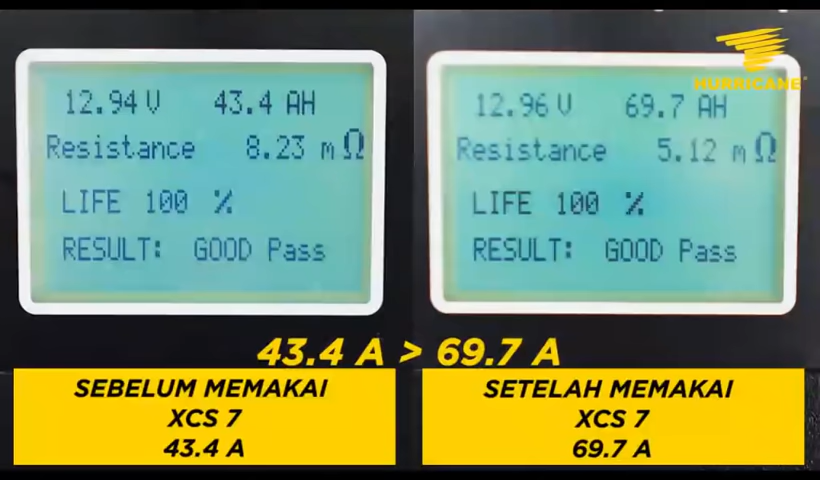 HURRICANE
12.94 V 43.4 AH
Resistance 8.23 mΩ
LIFE 100 %
RESULT: GOOD Pass
12.96 V 69.7 AH
Resistance 5.12 mΩ
LIFE 100 %
RESULT: GOOD Pass
43.4 A > 69.7 A
SEBELUM MEMAKAI
XCS 7
43.4 A
SETELAH MEMAKAI
XCS 7
69.7 A